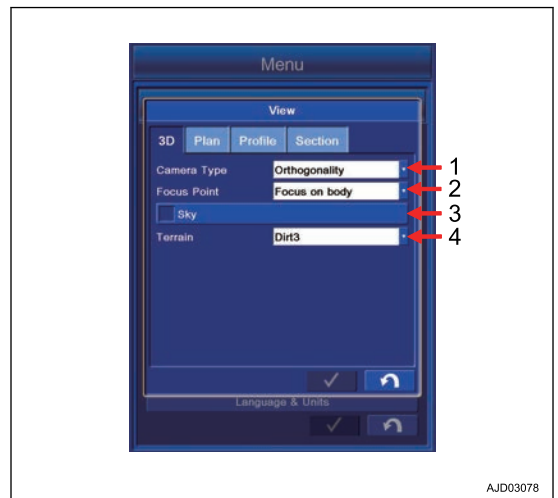 Menu
View
3D Plan Profile Section
Camera Type Orthogonality 1
Focus Point Focus on body 2
Sky 3
Terrain Dirt3 4
Language & Units
AJD03078